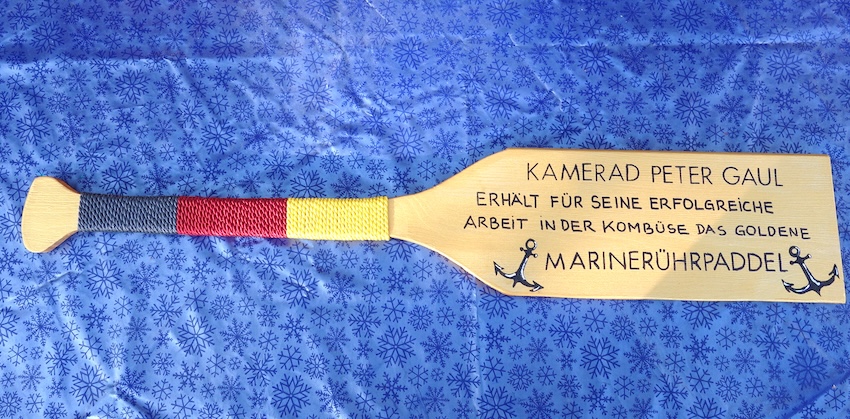 KAMERAD PETER GAUL
ERHÄLT FÜR SEINE ERFOLGREICHE
ARBEIT IN DER KOMBÜSE DAS GOLDENE
MARINERÜHRPADDEL